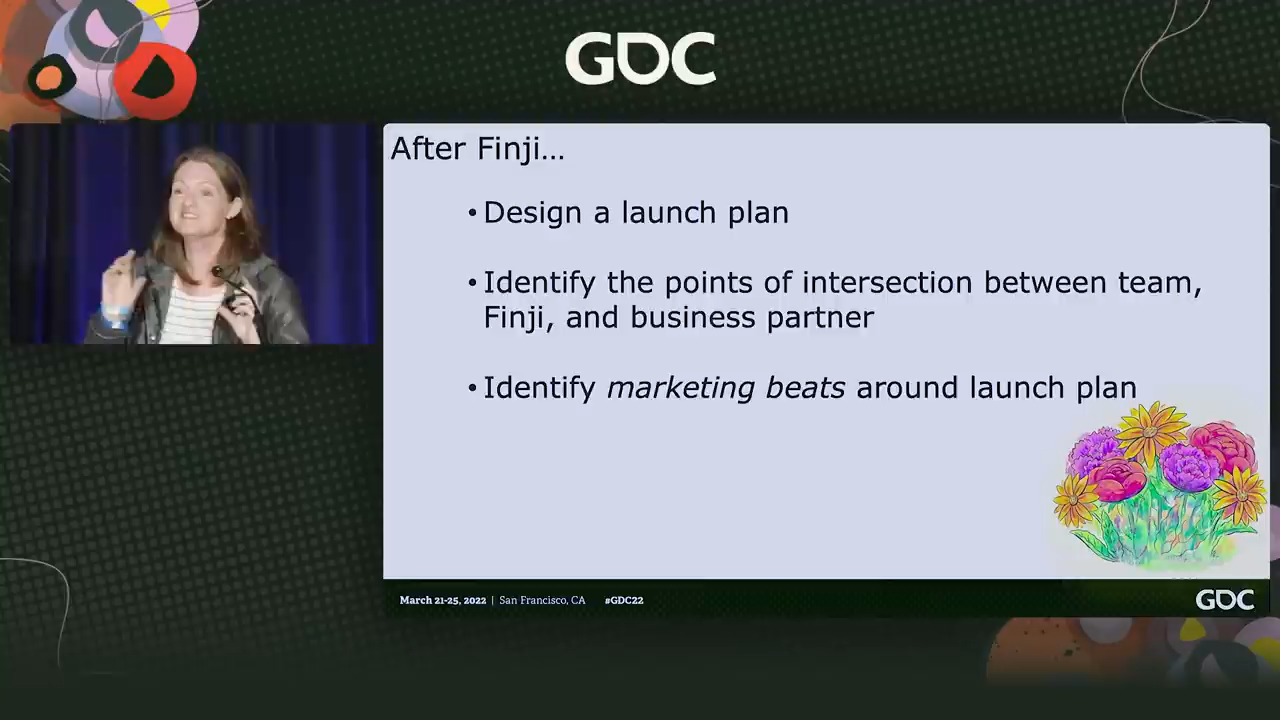 GDC
After Finji...
• Design a launch plan
• Identify the points of intersection between team,
Finji, and business partner
• Identify marketing beats around launch plan
March 21-25, 2022 | San Francisco, CA #GDC22
GDC